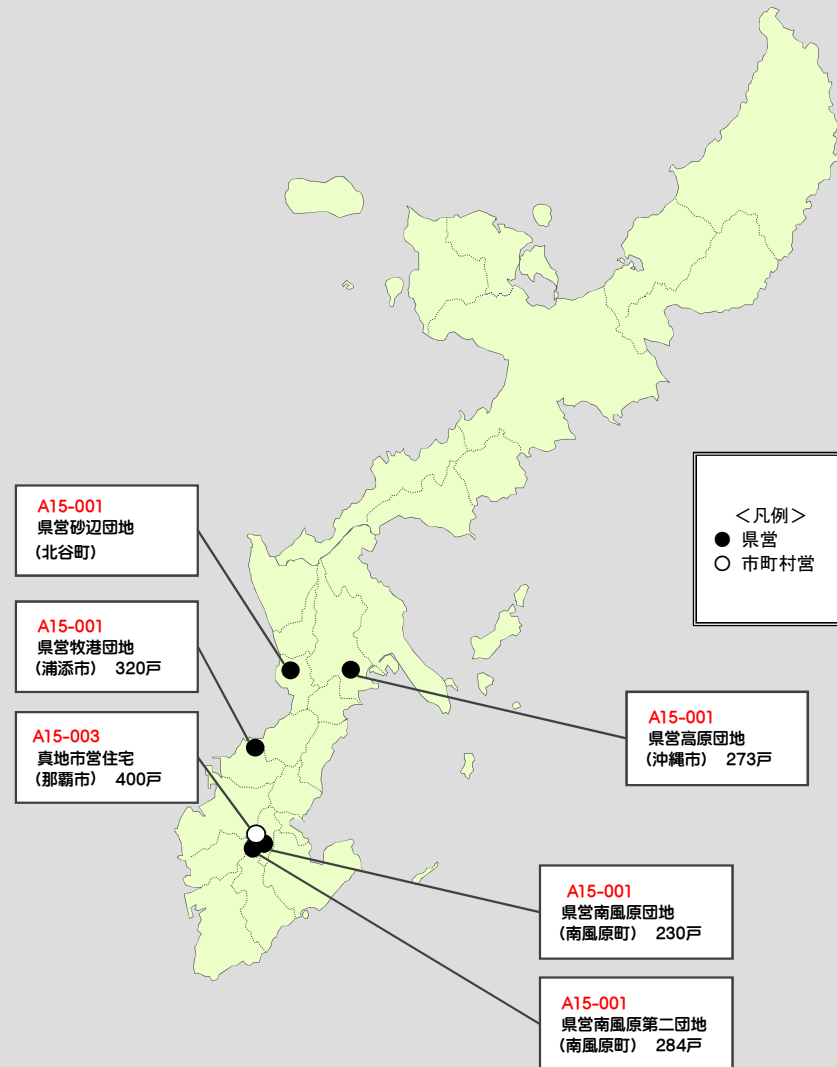 A15-001
県営砂辺団地
(北谷町)
A15-001
県営牧港団地
(浦添市) 320戸
A15-003
真地市営住宅
(那覇市) 400戸
<凡例>
● 県営
○ 市町村営
A15-001
県営高原団地
(沖縄市) 273戸
A15-001
県営南風原団地
(南風原町) 230戸
A15-001
県営南風原第二団地
(南風原町) 284戸